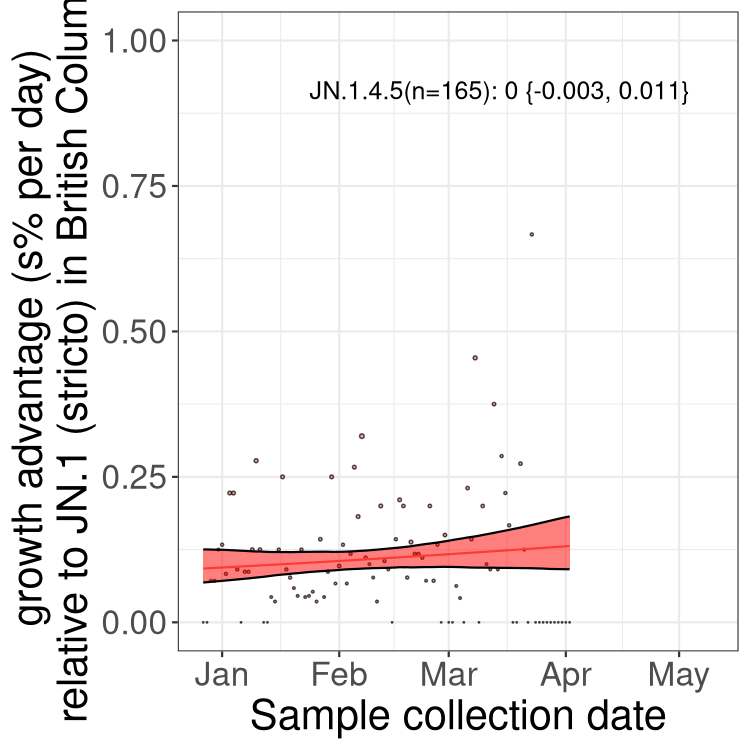 growth advantage (s% per day)
relative to JN.1 (stricto) in British Colum
1.00
0.75
0.50
0.25
0.00
JN.1.4.5(n=165): 0 {-0.003, 0.011}
Jan Feb Mar Apr May
Sample collection date